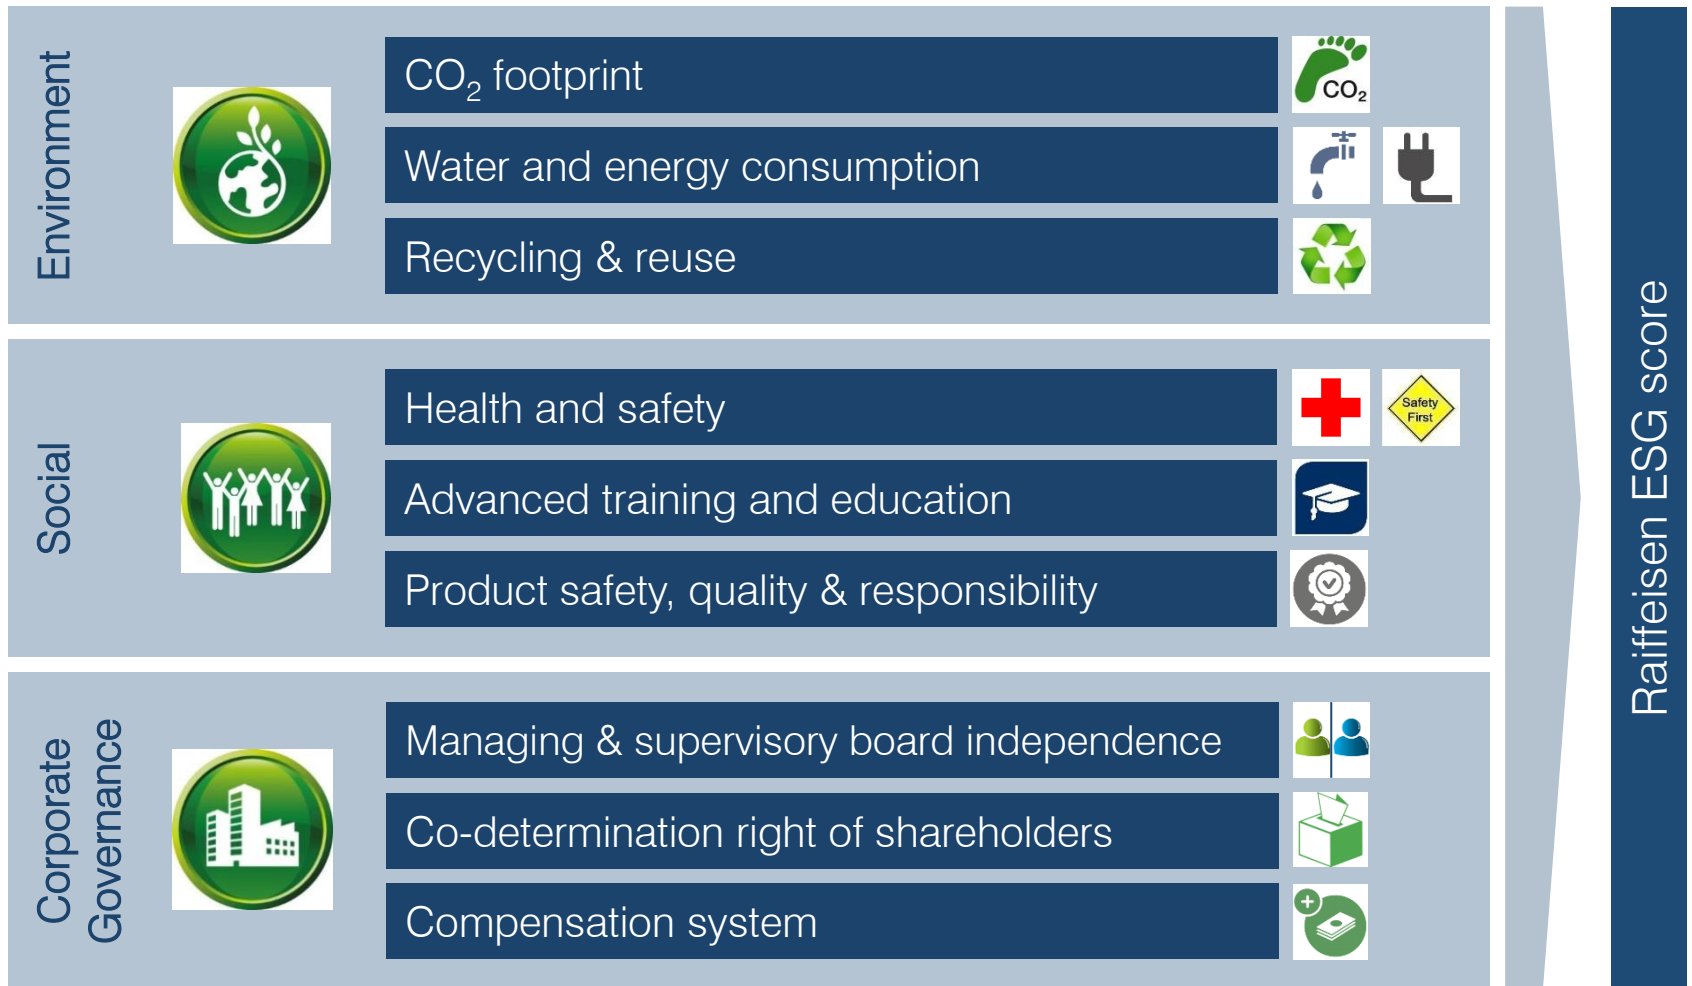 Environment
CO₂ footprint
CO₂
Water and energy consumption
Recycling & reuse
Social
Health and safety
Safety
First
Advanced training and education
Product safety, quality & responsibility
Corporate
Governance
Managing & supervisory board independence
Co-determination right of shareholders
Compensation system
Raiffeisen ESG score